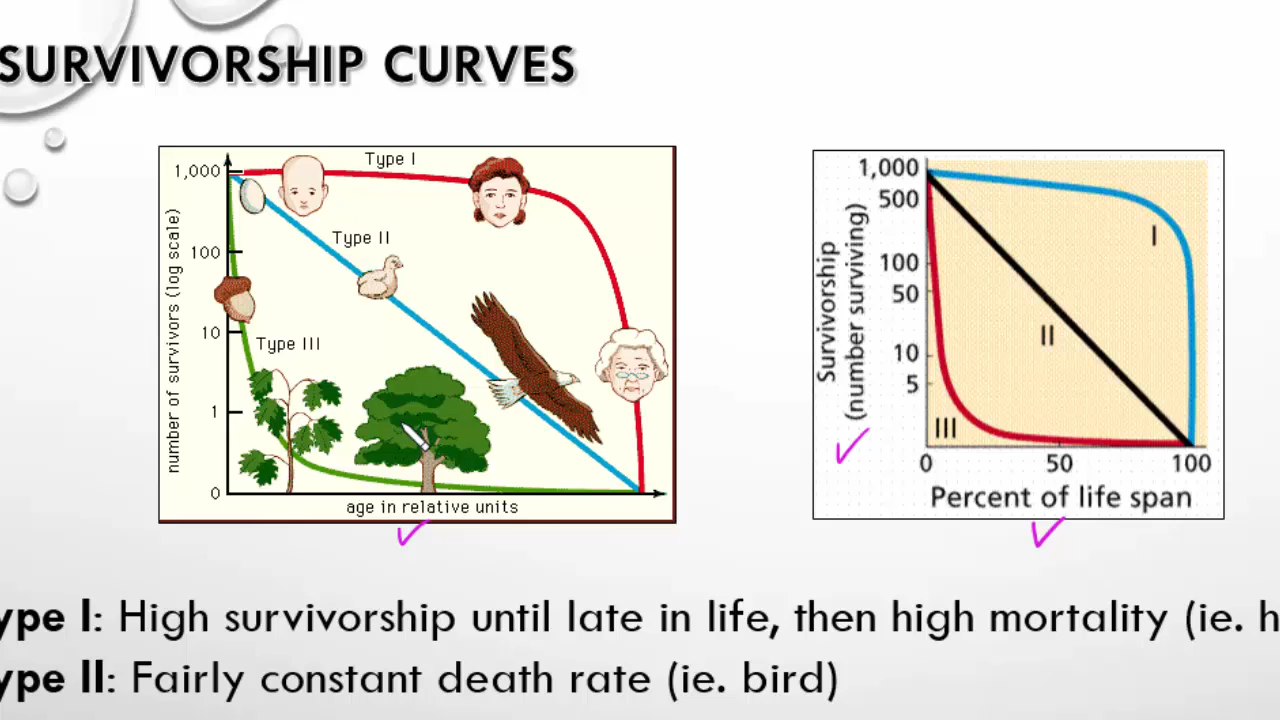 SURVIVORSHIP CURVES
Type I
1,000
Type II
100
10
Type III
1
0
number of survivors (log scale)
age in relative units
1,000
500
I
100
50
II
10
5
III
Survivorship
(number surviving)
0 50 100
Percent of life span
ype I: High survivorship until late in life, then high mortality (ie. h
ype II: Fairly constant death rate (ie. bird)